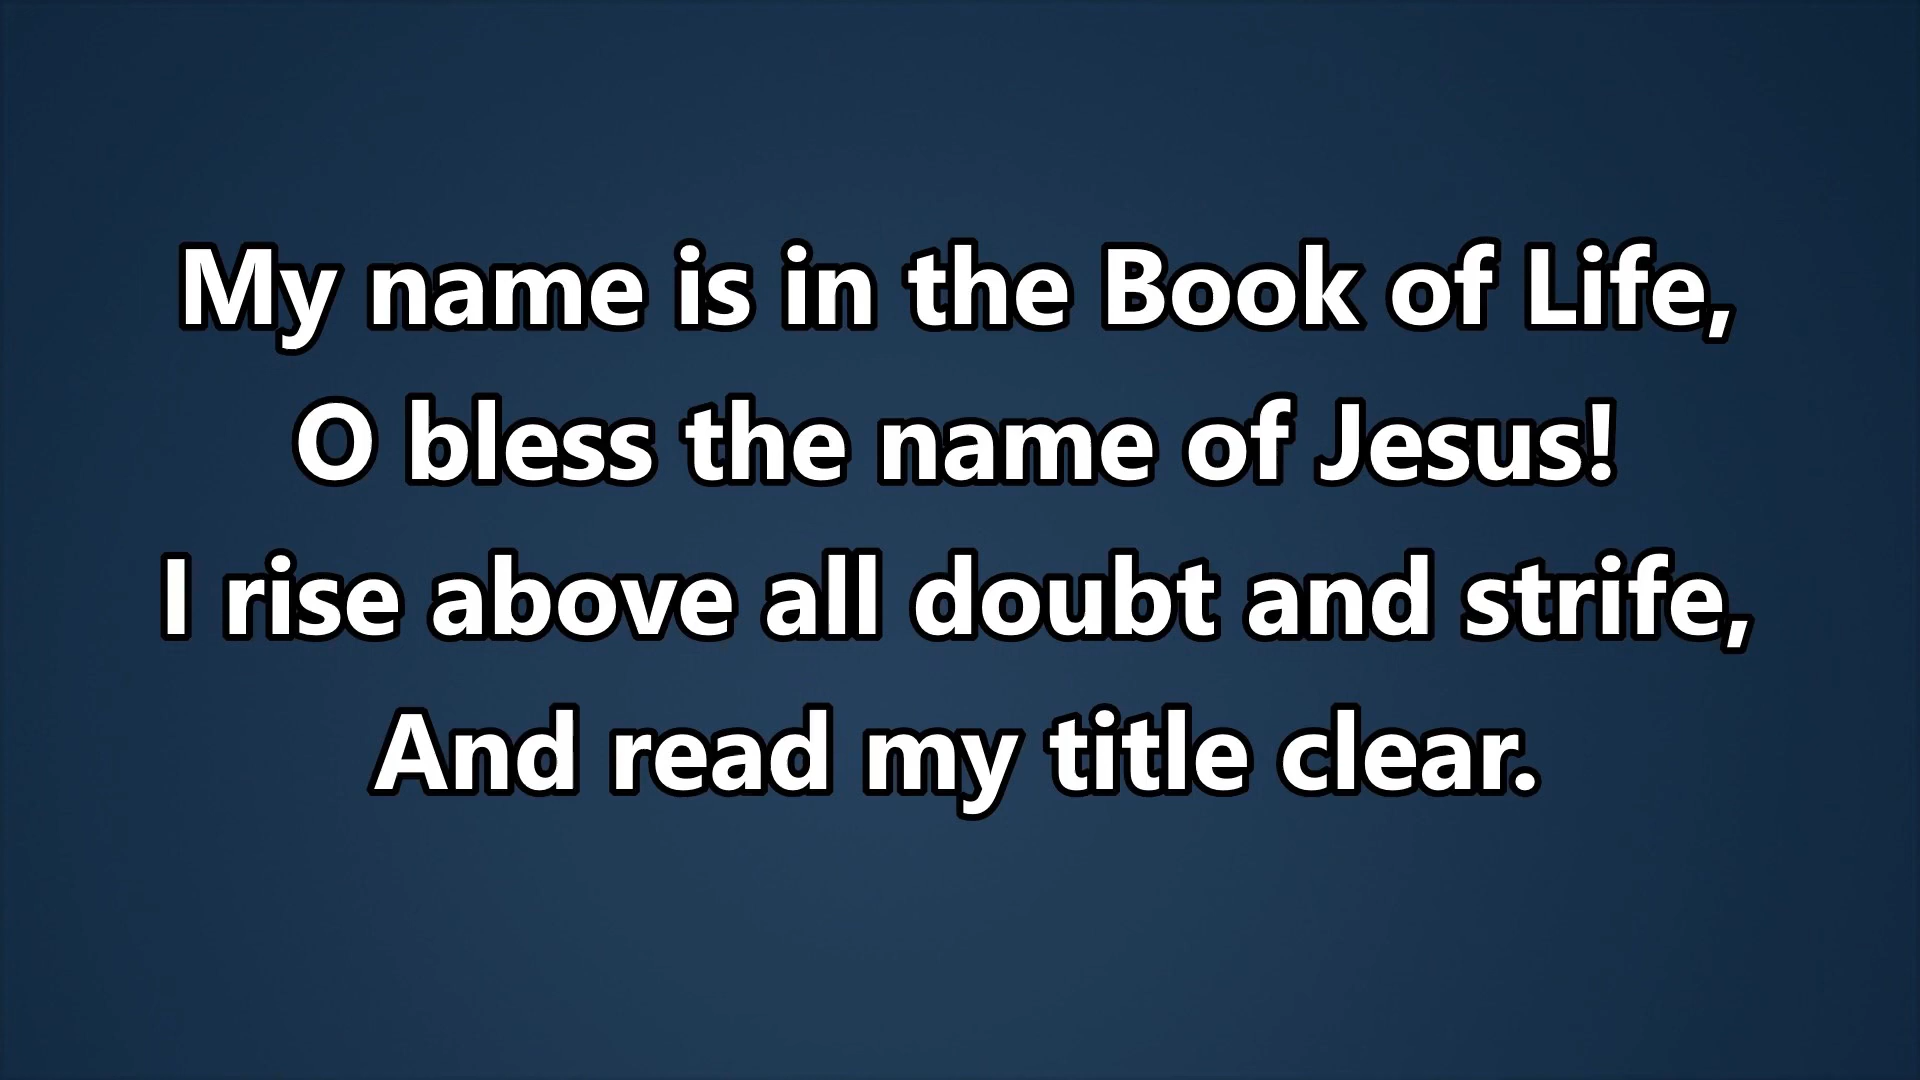 My name is in the Book of Life,
O bless the name of Jesus!
I rise above all doubt and strife,
And read my title clear.